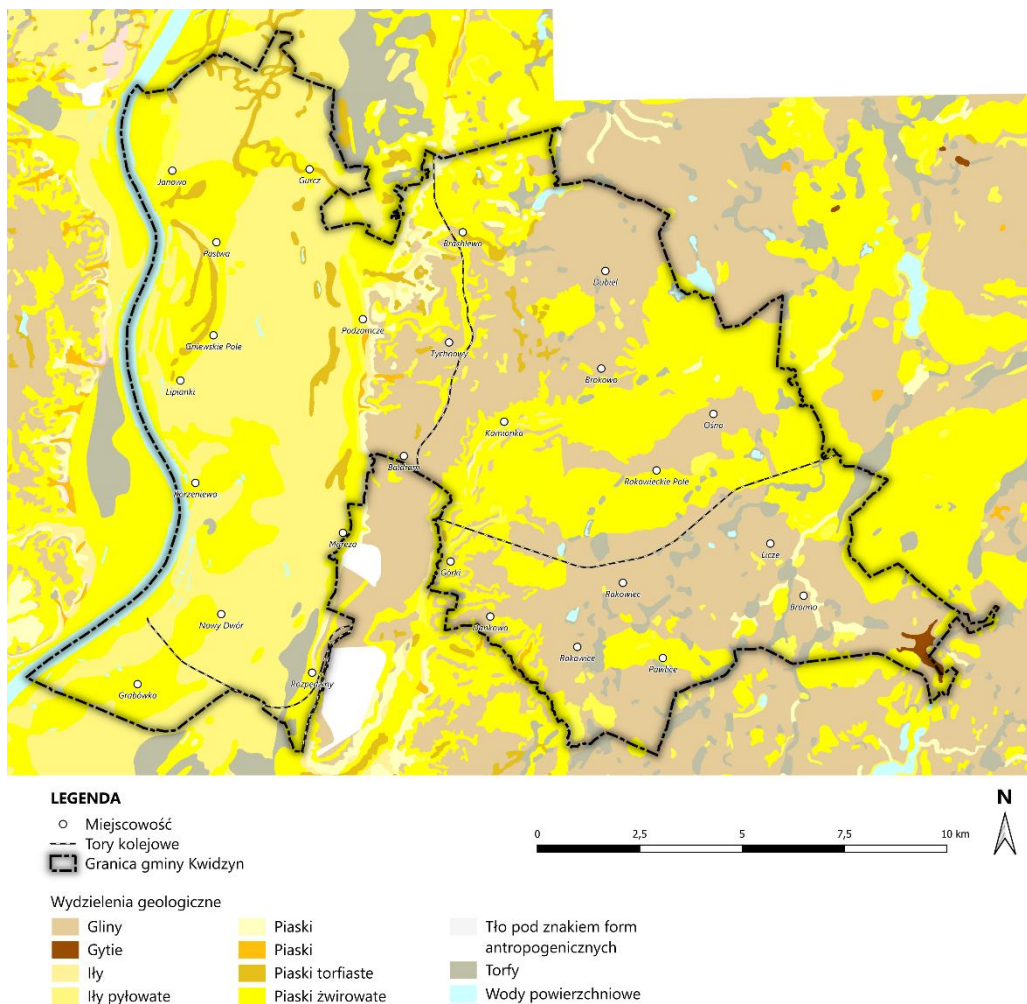 Janowo
Gurcz
Pastwa
Brachlewo
Dubiel
Podzamcze
Gniewskie Pole
Tychnowy
Brokowo
Lipianki
Kamionka
Ośno
Baldram
Rakowieckie Pole
Korzeniewo
Mareza
Licze
Górki
Rakowiec
Bronno
Nowy Dwór
Dankowo
Rakowice
Pawlice
Grabówko
Rozpędziny
LEGENDA
Miejscowość
Tory kolejowe
Granica gminy Kwidzyn
0 2,5 5 7,5 10 km
N
Wydzielenia geologiczne
Gliny
Gytie
Iły
Iły pyłowate
Piaski
Piaski
Piaski torfiaste
Piaski żwirowate
Tło pod znakiem form
antropogenicznych
Torfy
Wody powierzchniowe